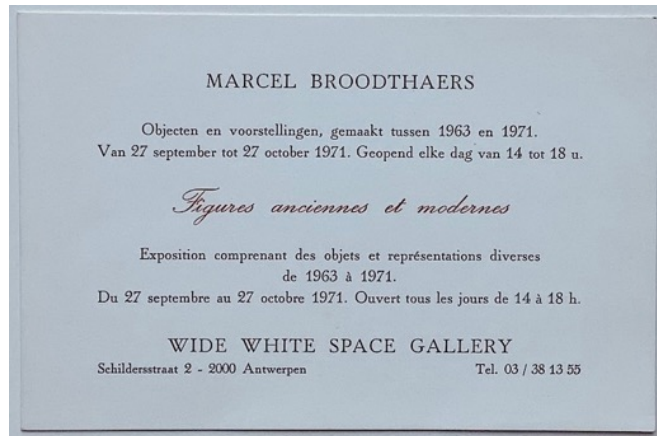 MARCEL BROODTHAERS
Objecten en voorstellingen, gemaakt tussen 1963 en 1971.
Van 27 september tot 27 october 1971. Geopend elke dag van 14 tot 18 u.
Figures anciennes et modernes
Exposition comprenant des objets et représentations diverses
de 1963 à 1971.
Du 27 septembre au 27 octobre 1971. Ouvert tous les jours de 14 à 18 h.
WIDE WHITE SPACE GALLERY
Schildersstraat 2 - 2000 Antwerpen Tel. 03 / 38 13 55